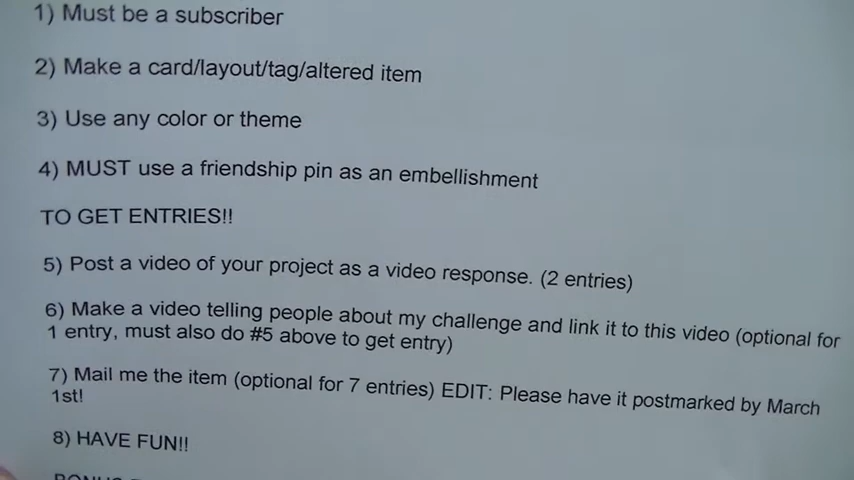 1) Must be a subscriber
2) Make a card/layout/tag/altered item
3) Use any color or theme
4) MUST use a friendship pin as an embellishment
TO GET ENTRIES!!
5) Post a video of your project as a video response. (2 entries)
6) Make a video telling people about my challenge and link it to this video (optional for
1 entry, must also do #5 above to get entry)
7) Mail me the item (optional for 7 entries) EDIT: Please have it postmarked by March
1st!
8) HAVE FUN!!